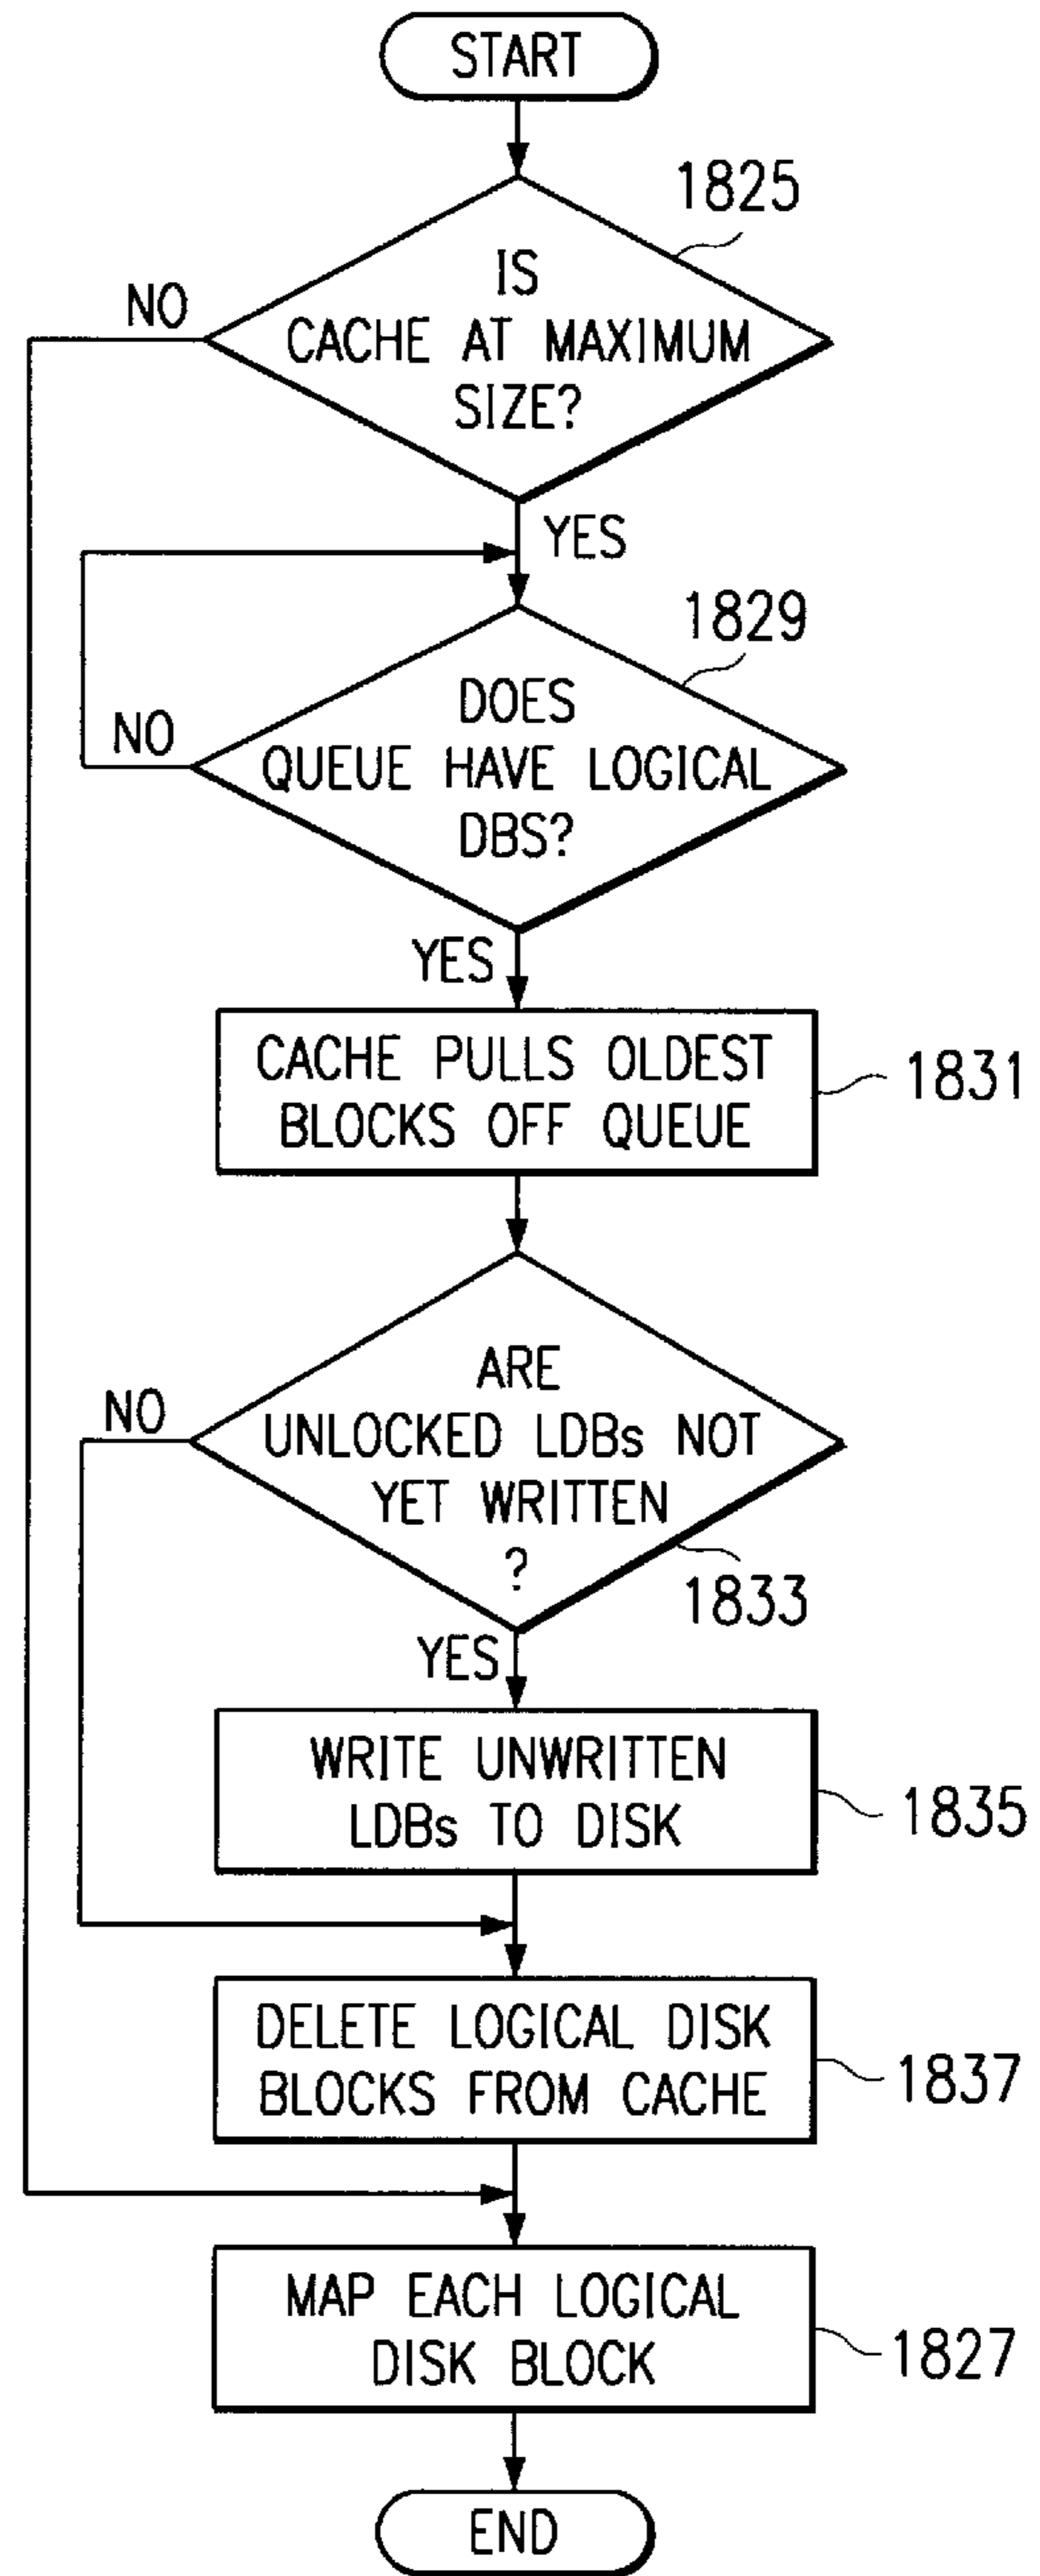 START
1825
IS
CACHE AT MAXIMUM
SIZE?
NO
YES
1829
DOES
QUEUE HAVE LOGICAL
DBS?
NO
YES
CACHE PULLS OLDEST
BLOCKS OFF QUEUE
1831
ARE
UNLOCKED LDBs NOT
YET WRITTEN
?
NO
1833
YES
WRITE UNWRITTEN
LDBs TO DISK
1835
DELETE LOGICAL DISK
BLOCKS FROM CACHE
1837
MAP EACH LOGICAL
DISK BLOCK
1827
END